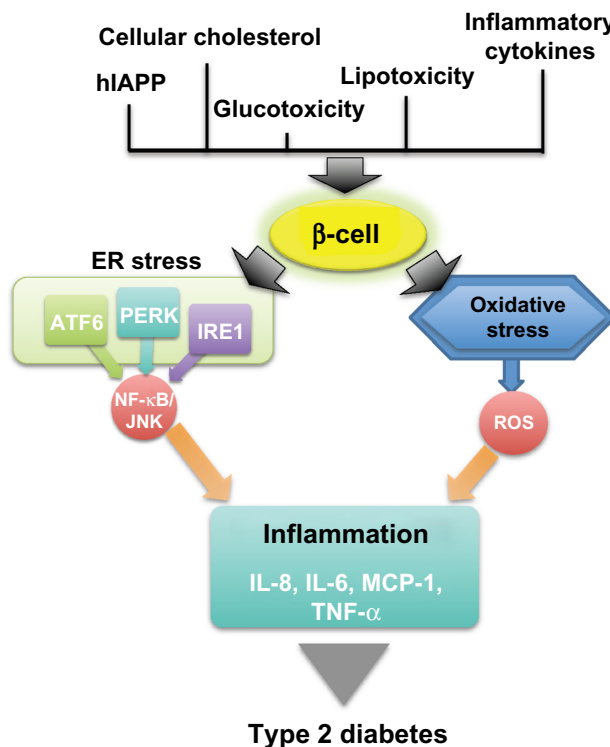 Inflammatory
cytokines
Cellular cholesterol
Lipotoxicity
hIAPP
Glucotoxicity
β-cell
ER stress
ATF6
PERK
IRE1
Oxidative
stress
NF-κB/
JNK
ROS
Inflammation
IL-8, IL-6, MCP-1,
TNF-α
Type 2 diabetes